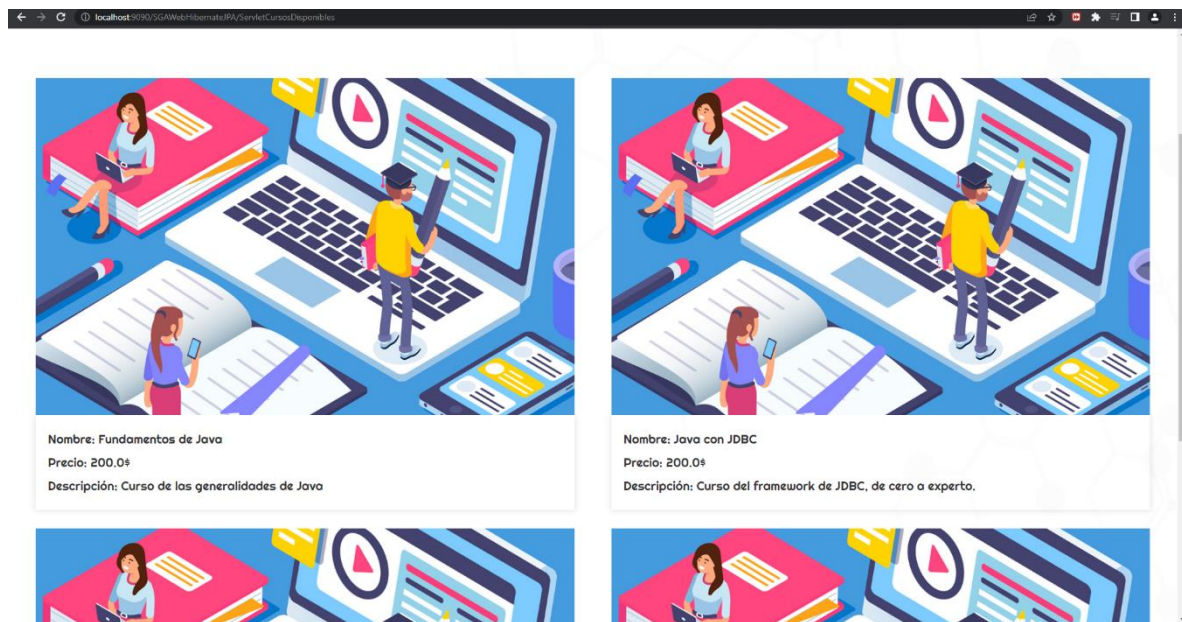 localhost:9090/SGAWebHibernateJPA/ServletCursosDisponibles
Nombre: Fundamentos de Java
Precio: 200.0$
Descripción: Curso de las generalidades de Java
Nombre: Java con JDBC
Precio: 200.0$
Descripción: Curso del framework de JDBC, de cero a experto.